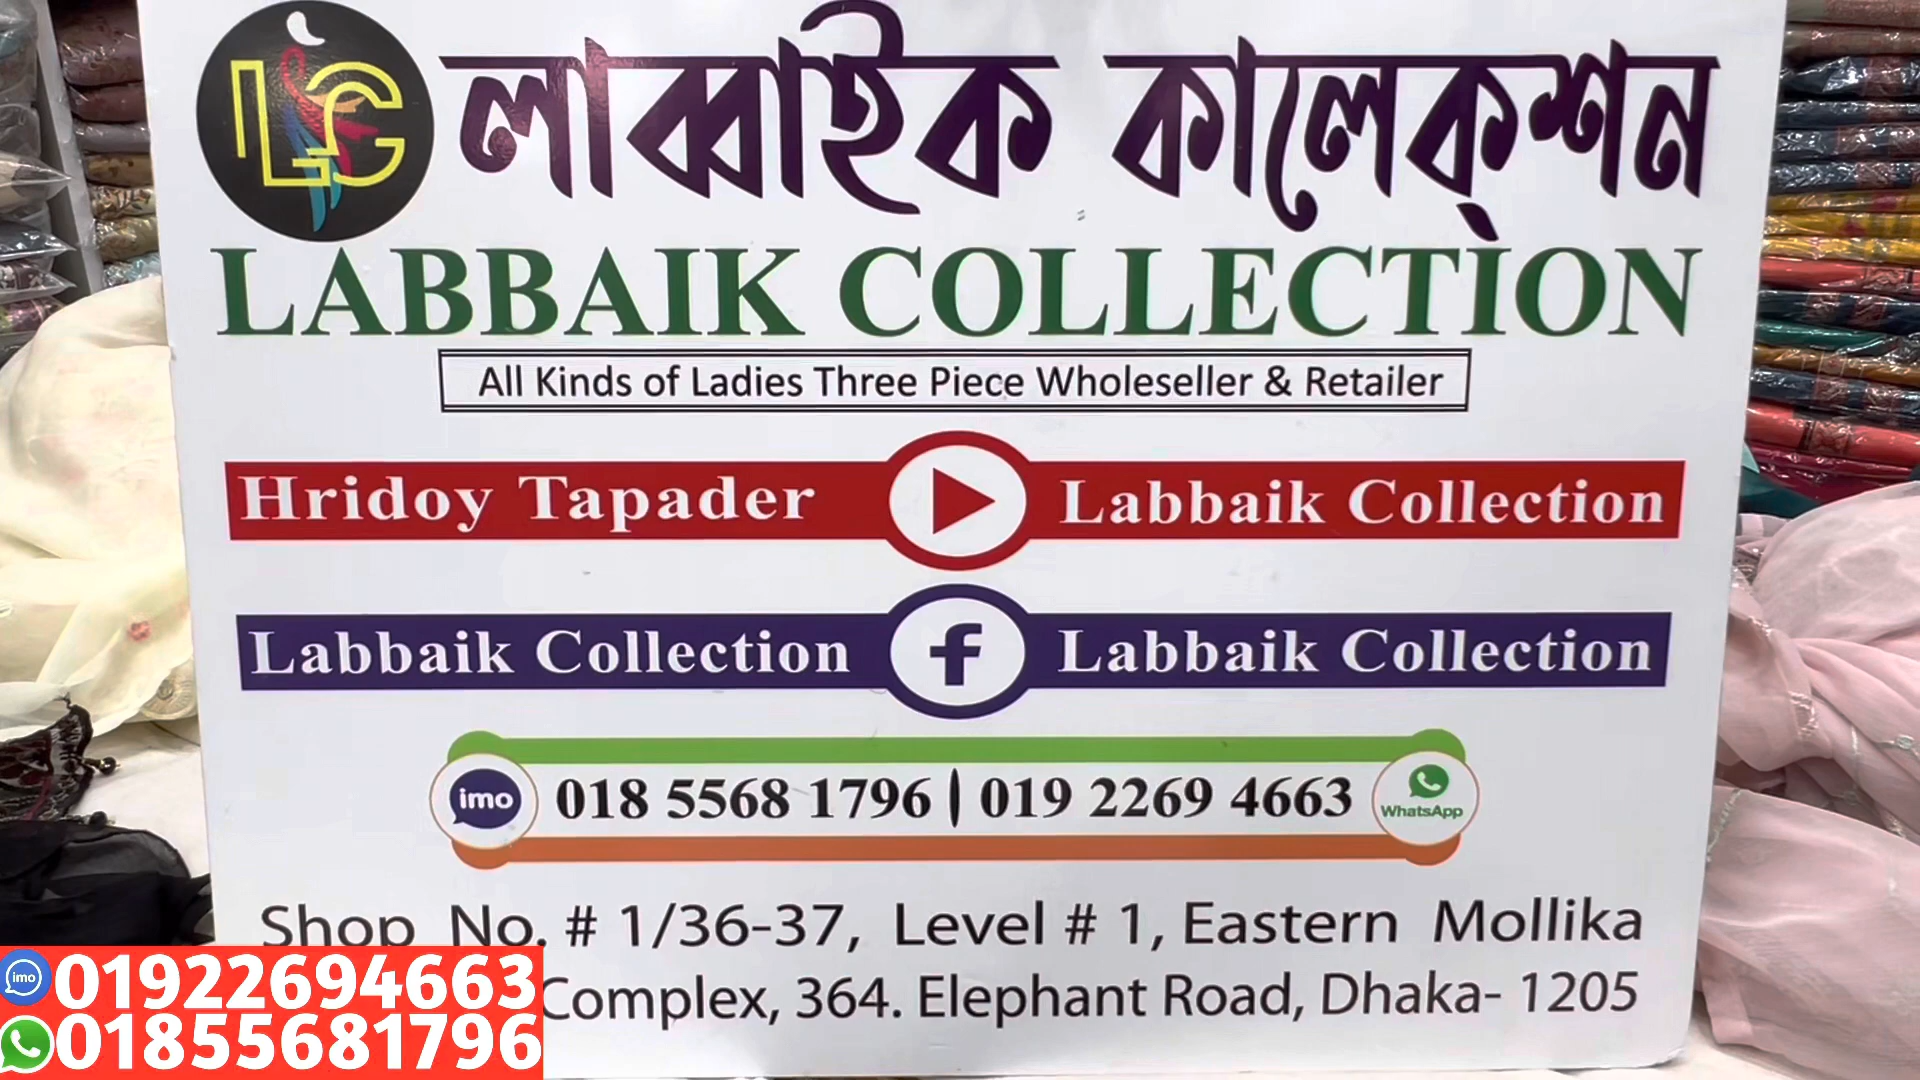 LC লাব্বাইক কালেক্শন
LABBAIK COLLECTION
All Kinds of Ladies Three Piece Wholeseller & Retailer
Hridoy Tapader Labbaik Collection
Labbaik Collection f Labbaik Collection
imo 018 5568 1796 | 019 2269 4663 WhatsApp
Shop No. # 1/36-37, Level # 1, Eastern Mollika
Complex, 364. Elephant Road, Dhaka- 1205
imo 01922694663
01855681796